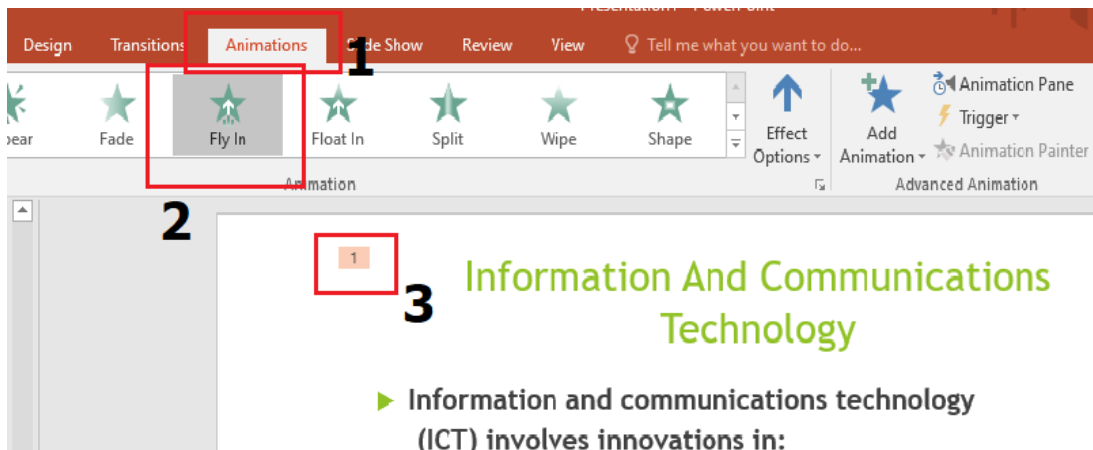 Presentation1 - PowerPoint
Design Transitions Animations Slide Show Review View Tell me what you want to do...
1
Fade Fly In Float In Split Wipe Shape Effect Options Add Animation Animation Pane
Trigger
Animation Painter
Animation Advanced Animation
2
1
3
Information And Communications
Technology
Information and communications technology
(ICT) involves innovations in: